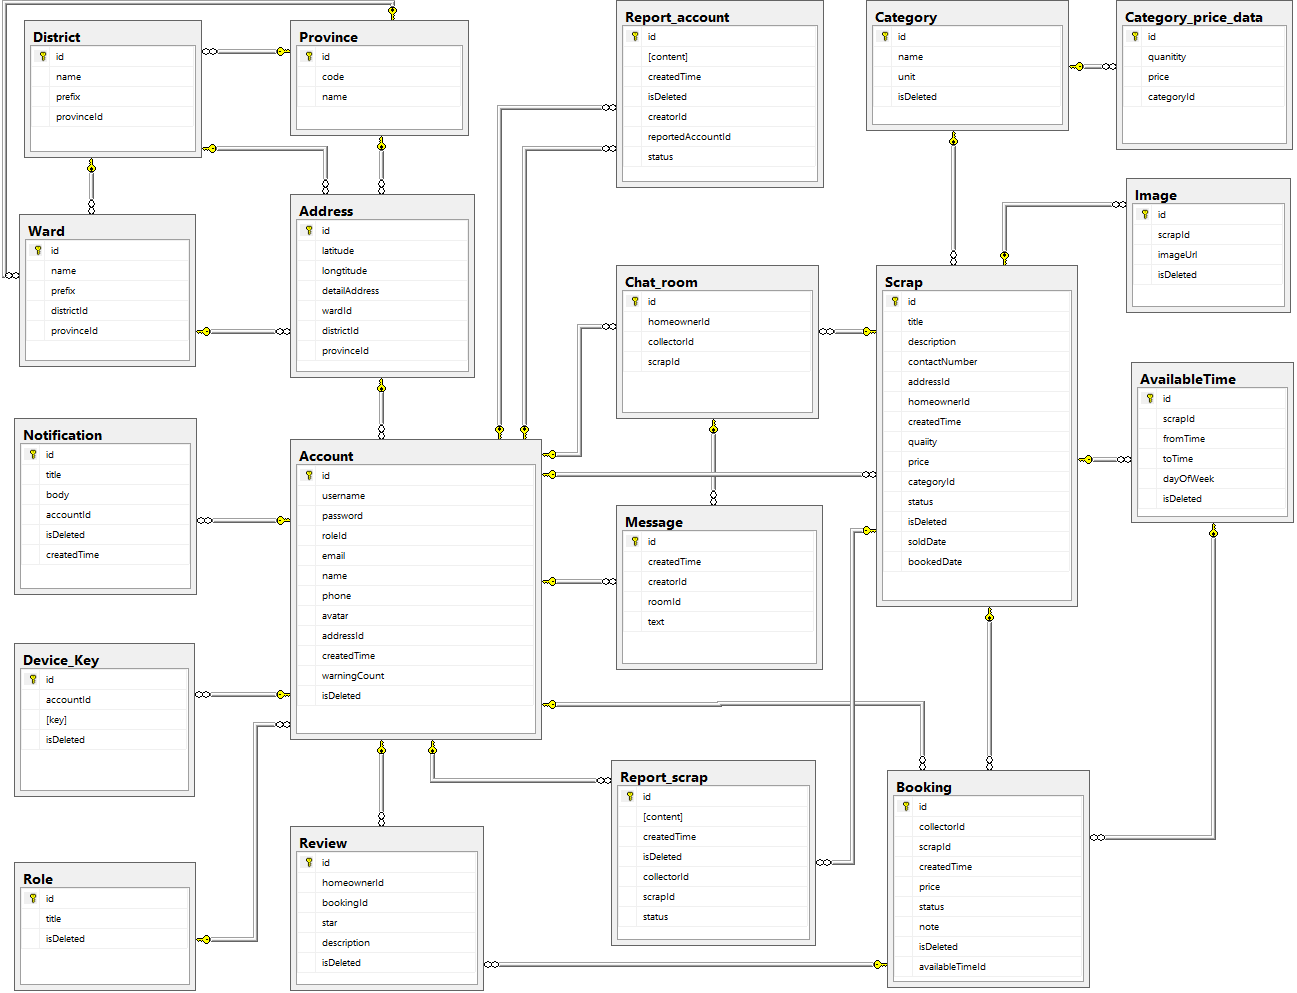 District
id
name
prefix
provinceId
Province
id
code
name
Report_account
id
[content]
createdTime
isDeleted
creatorId
reportedAccountId
status
Category
id
name
unit
isDeleted
Category_price_data
id
quanitity
price
categoryId
Ward
id
name
prefix
districtId
provinceId
Address
id
latitude
longtitude
detailAddress
wardId
districtId
provinceId
Chat_room
id
homeownerId
collectorId
scrapId
Scrap
id
title
description
contactNumber
addressId
homeownerId
createdTime
quality
price
categoryId
status
isDeleted
soldDate
bookedDate
Image
id
scrapId
imageUrl
isDeleted
AvailableTime
id
scrapId
fromTime
toTime
dayOfWeek
isDeleted
Notification
id
title
body
accountId
isDeleted
createdTime
Account
id
username
password
roleId
email
name
phone
avatar
addressId
createdTime
warningCount
isDeleted
Message
id
createdTime
creatorId
roomId
text
Device_Key
id
accountId
[key]
isDeleted
Role
id
title
isDeleted
Review
id
homeownerId
bookingId
star
description
isDeleted
Report_scrap
id
[content]
createdTime
isDeleted
collectorId
scrapId
status
Booking
id
collectorId
scrapId
createdTime
price
status
note
isDeleted
availableTimeId